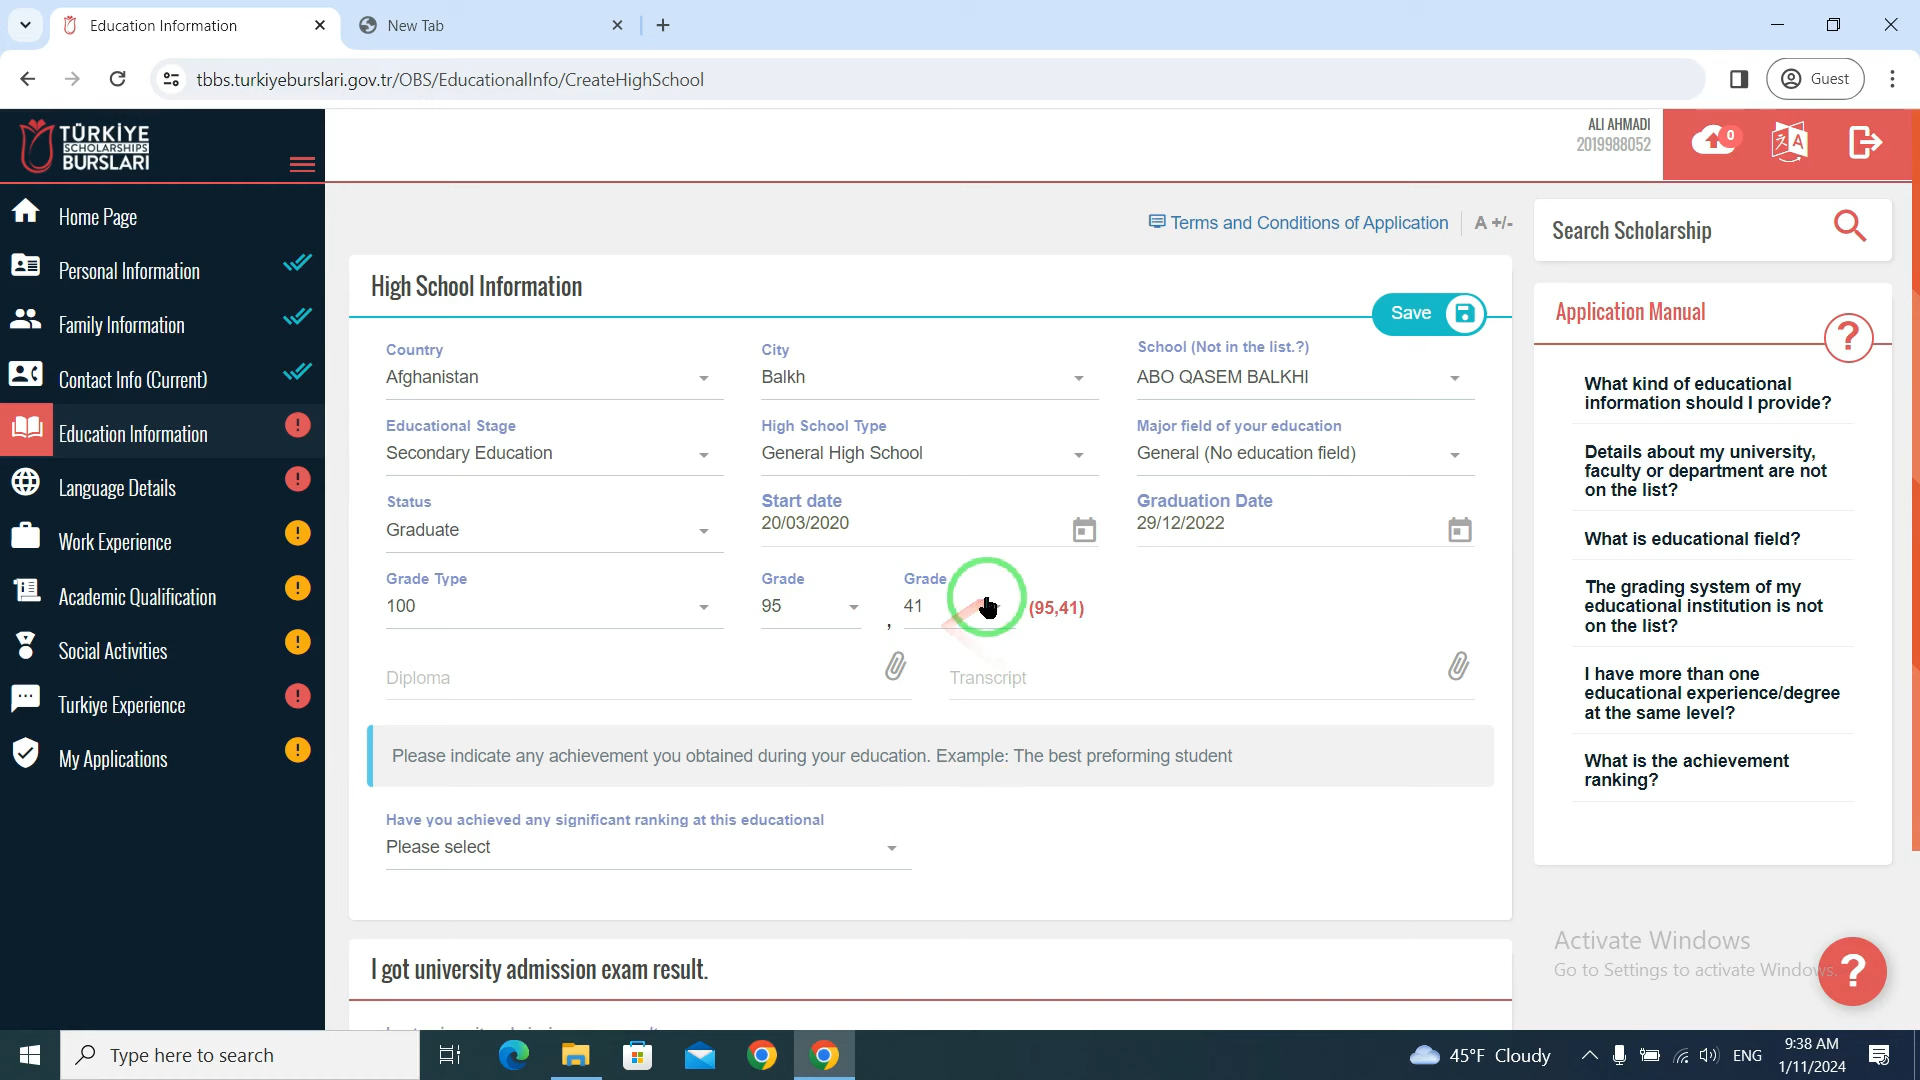 Education Information
New Tab
tbbs.turkiyeburslari.gov.tr/OBS/EducationalInfo/CreateHighSchool
Guest
TÜRKİYE
SCHOLARSHIPS
BURSLARI
ALI AHMADI
2019988052
0
A
Home Page
Personal Information
Family Information
Contact Info (Current)
Education Information
!
Language Details
!
Work Experience
!
Academic Qualification
!
Social Activities
!
Turkiye Experience
!
My Applications
!
Terms and Conditions of Application
A +/-
High School Information
Save
Country
Afghanistan
City
Balkh
School (Not in the list.?)
ABO QASEM BALKHI
Educational Stage
Secondary Education
High School Type
General High School
Major field of your education
General (No education field)
Status
Graduate
Start date
20/03/2020
Graduation Date
29/12/2022
Grade Type
100
Grade
95
,
Grade
41
(95,41)
Diploma
Transcript
Please indicate any achievement you obtained during your education. Example: The best preforming student
Have you achieved any significant ranking at this educational
Please select
I got university admission exam result.
Search Scholarship
Application Manual
?
What kind of educational
information should I provide?
Details about my university,
faculty or department are not
on the list?
What is educational field?
The grading system of my
educational institution is not
on the list?
I have more than one
educational experience/degree
at the same level?
What is the achievement
ranking?
Activate Windows
Go to Settings to activate Windows.
?
Type here to search
45°F Cloudy
ENG
9:38 AM
1/11/2024